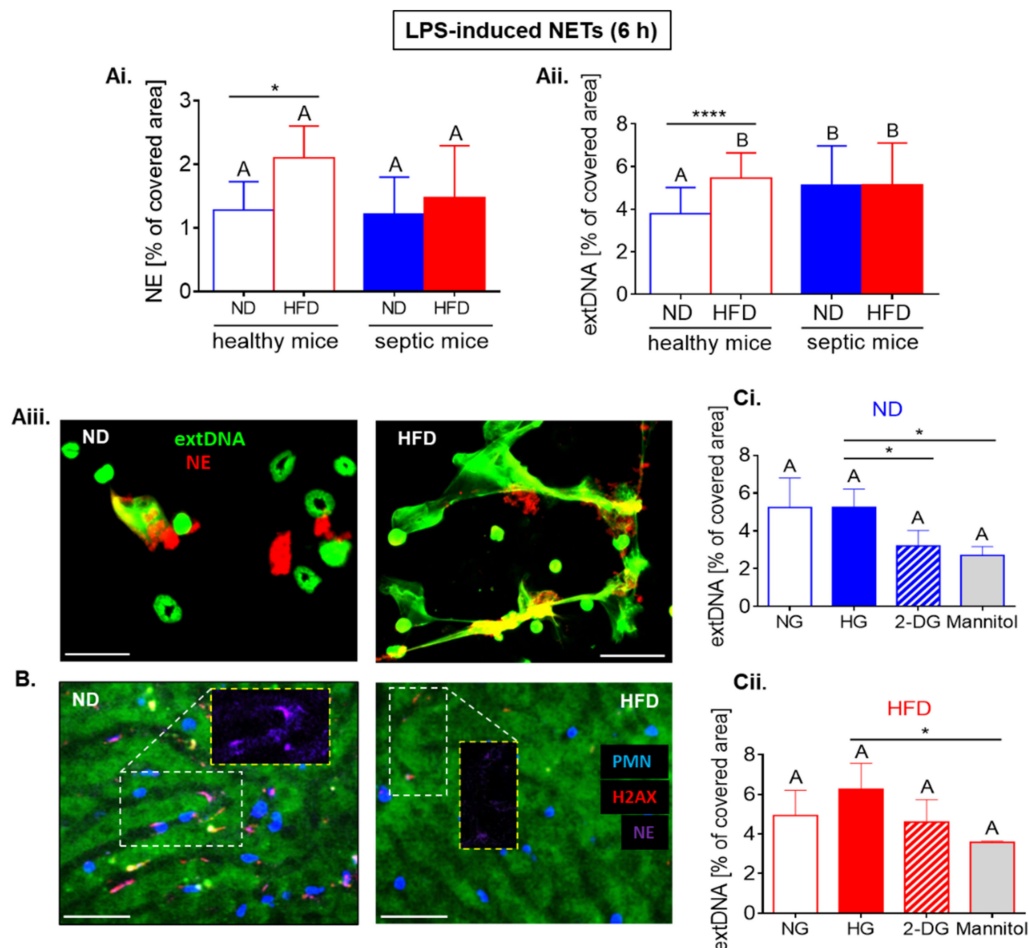 LPS-induced NETs (6 h)
Ai.
NE [% of covered area]
3
2
1
0
*
A
A
A
A
ND
HFD
ND
HFD
healthy mice
septic mice
Aii.
extDNA [% of covered area]
8
6
4
2
0
****
A
B
B
B
ND
HFD
ND
HFD
healthy mice
septic mice
Aiii.
ND
extDNA
NE
HFD
B.
ND
HFD
PMN
H2AX
NE
Ci.
ND
extDNA [% of covered area]
8
6
4
2
0
*
*
A
A
A
A
NG
HG
2-DG
Mannitol
Cii.
HFD
extDNA [% of covered area]
8
6
4
2
0
*
A
A
A
A
NG
HG
2-DG
Mannitol